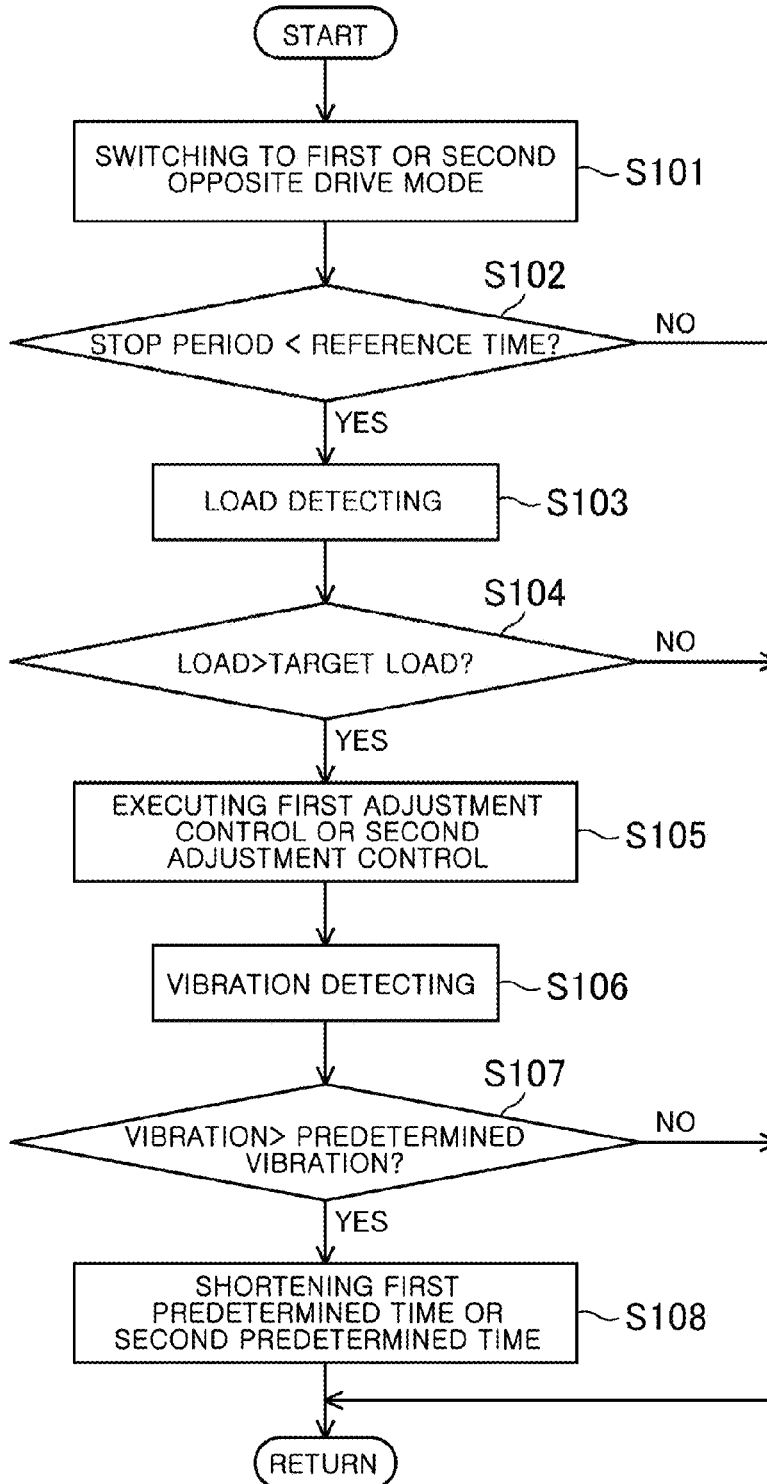 START
SWITCHING TO FIRST OR SECOND
OPPOSITE DRIVE MODE
S101
S102
STOP PERIOD < REFERENCE TIME?
NO
YES
LOAD DETECTING
S103
S104
LOAD>TARGET LOAD?
NO
YES
EXECUTING FIRST ADJUSTMENT
CONTROL OR SECOND
ADJUSTMENT CONTROL
S105
VIBRATION DETECTING
S106
S107
VIBRATION> PREDETERMINED
VIBRATION?
NO
YES
SHORTENING FIRST
PREDETERMINED TIME OR
SECOND PREDETERMINED TIME
S108
RETURN